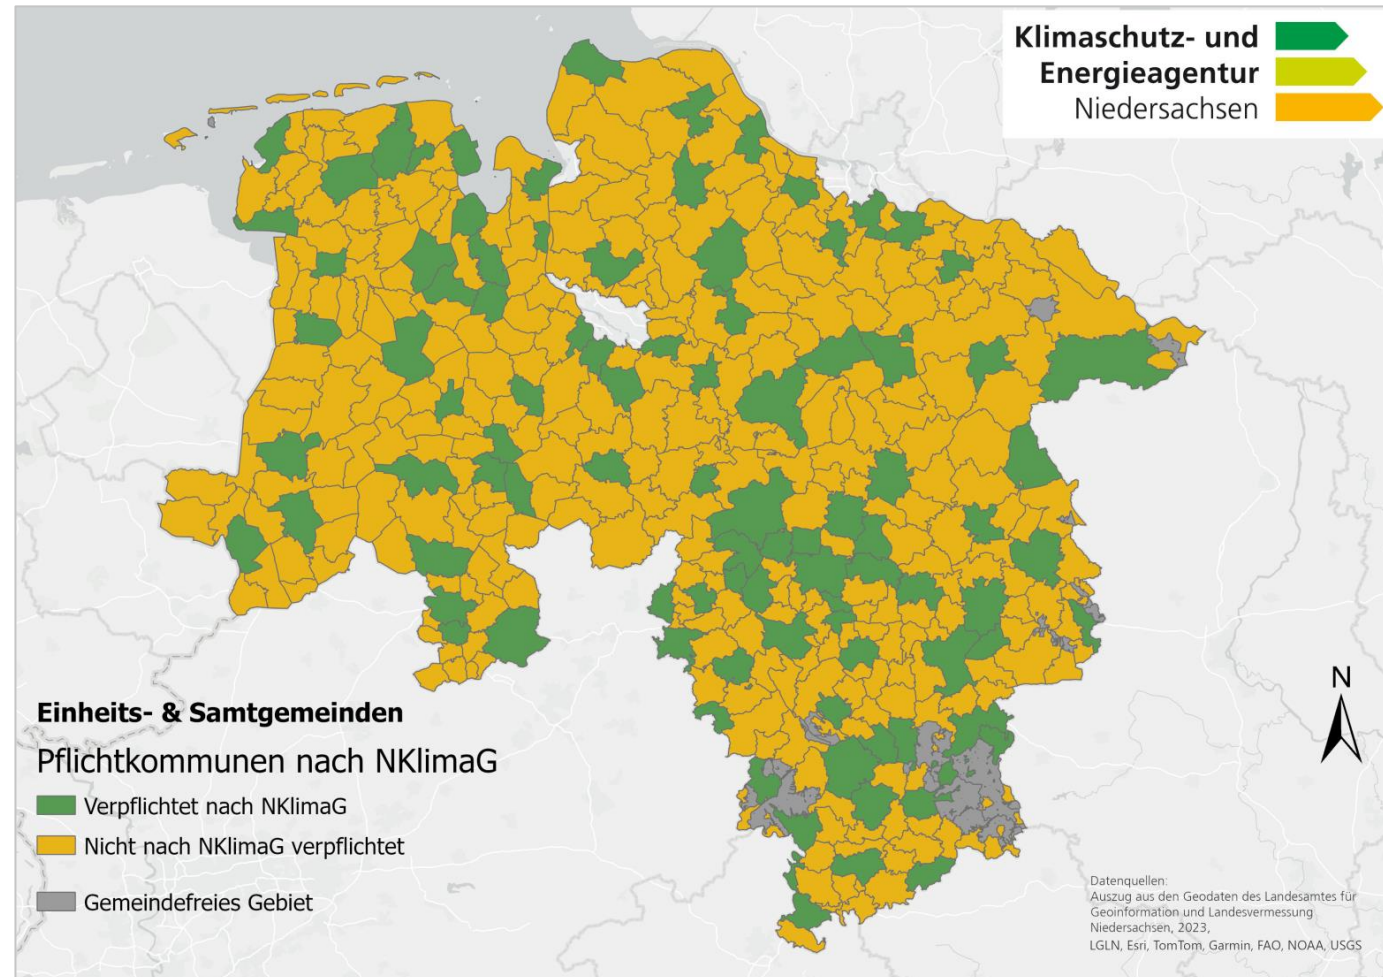 Klimaschutz- und
Energieagentur
Niedersachsen
N
Einheits- & Samtgemeinden
Pflichtkommunen nach NKlimaG
Verpflichtet nach NKlimaG
Nicht nach NKlimaG verpflichtet
Gemeindefreies Gebiet
Datenquellen:
Auszug aus den Geodaten des Landesamtes für
Geoinformation und Landesvermessung
Niedersachsen, 2023,
LGLN, Esri, TomTom, Garmin, FAO, NOAA, USGS